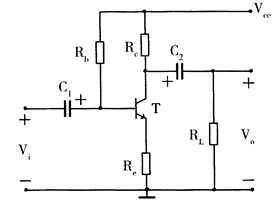 Vcc
Rb
Rc
C2
C1
+
+
T
+
+
Vi
RL
Vo
Re
−
−